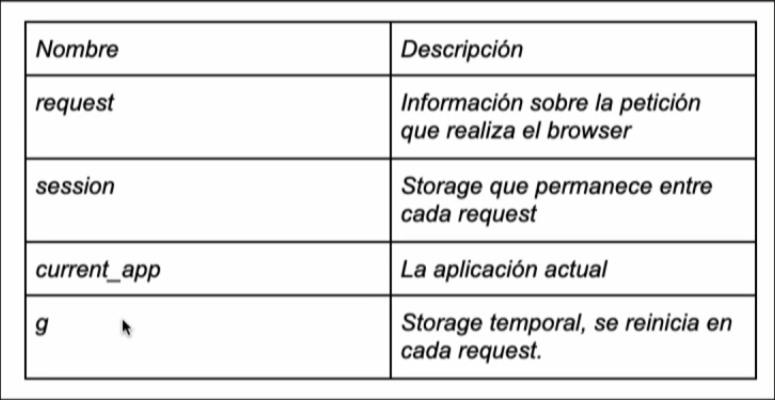 Nombre
Descripción
request
Información sobre la petición
que realiza el browser
session
Storage que permanece entre
cada request
current_app
La aplicación actual
g
Storage temporal, se reinicia en
cada request.